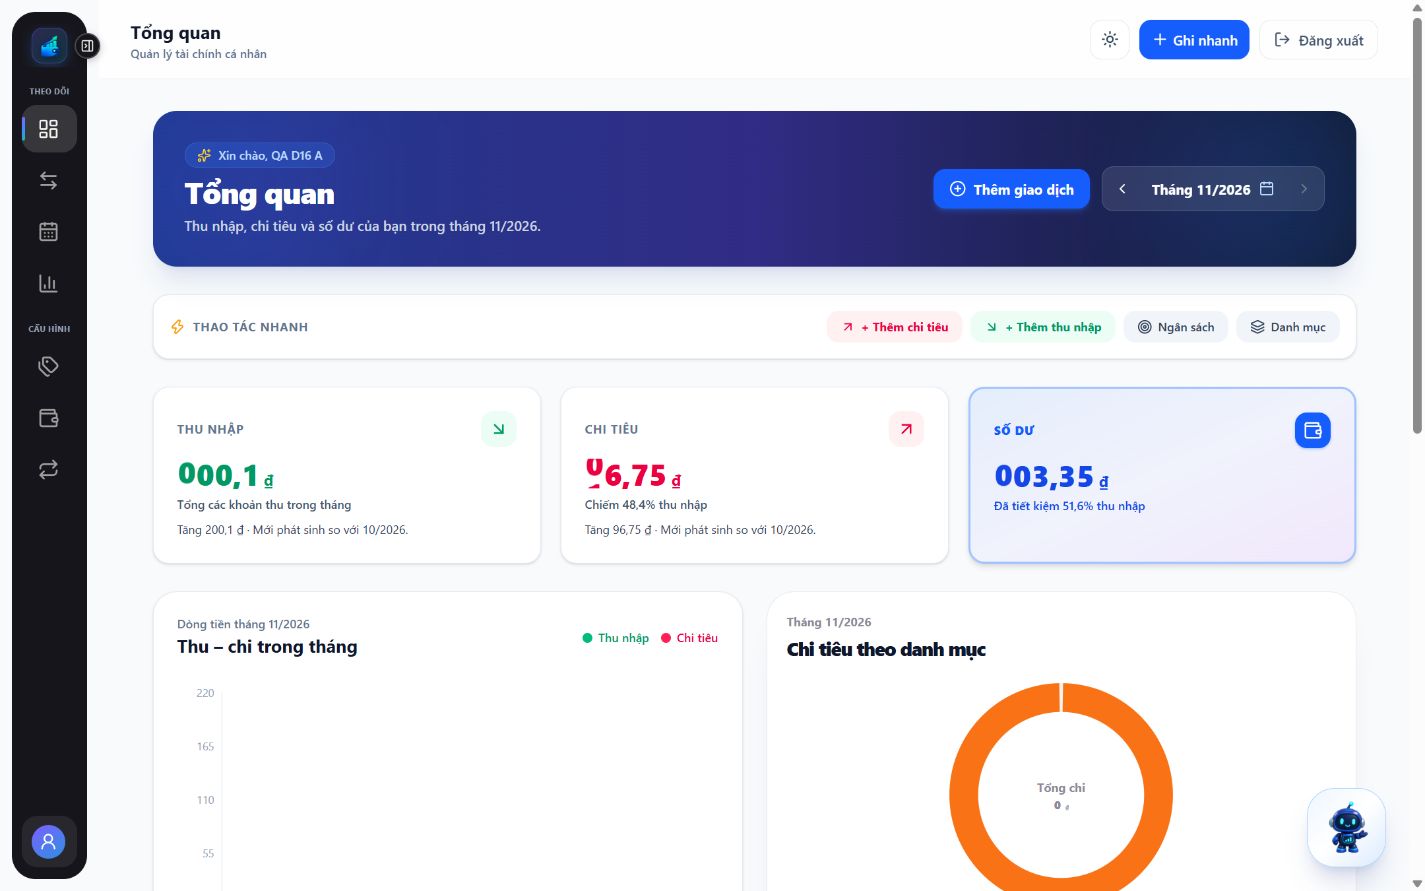 Tổng quan
Quản lý tài chính cá nhân
Ghi nhanh
Đăng xuất
THEO DÕI
CẤU HÌNH
Xin chào, QA D16 A
Tổng quan
Thu nhập, chi tiêu và số dư của bạn trong tháng 11/2026.
Thêm giao dịch
Tháng 11/2026
THAO TÁC NHANH
+ Thêm chi tiêu
+ Thêm thu nhập
Ngân sách
Danh mục
THU NHẬP
000,1 ₫
Tổng các khoản thu trong tháng
Tăng 200,1 ₫ · Mới phát sinh so với 10/2026.
CHI TIÊU
6,75 ₫
Chiếm 48,4% thu nhập
Tăng 96,75 ₫ · Mới phát sinh so với 10/2026.
SỐ DƯ
003,35 ₫
Đã tiết kiệm 51,6% thu nhập
Dòng tiền tháng 11/2026
Thu – chi trong tháng
Thu nhập
Chi tiêu
220
165
110
55
Tháng 11/2026
Chi tiêu theo danh mục
Tổng chi
0 ₫